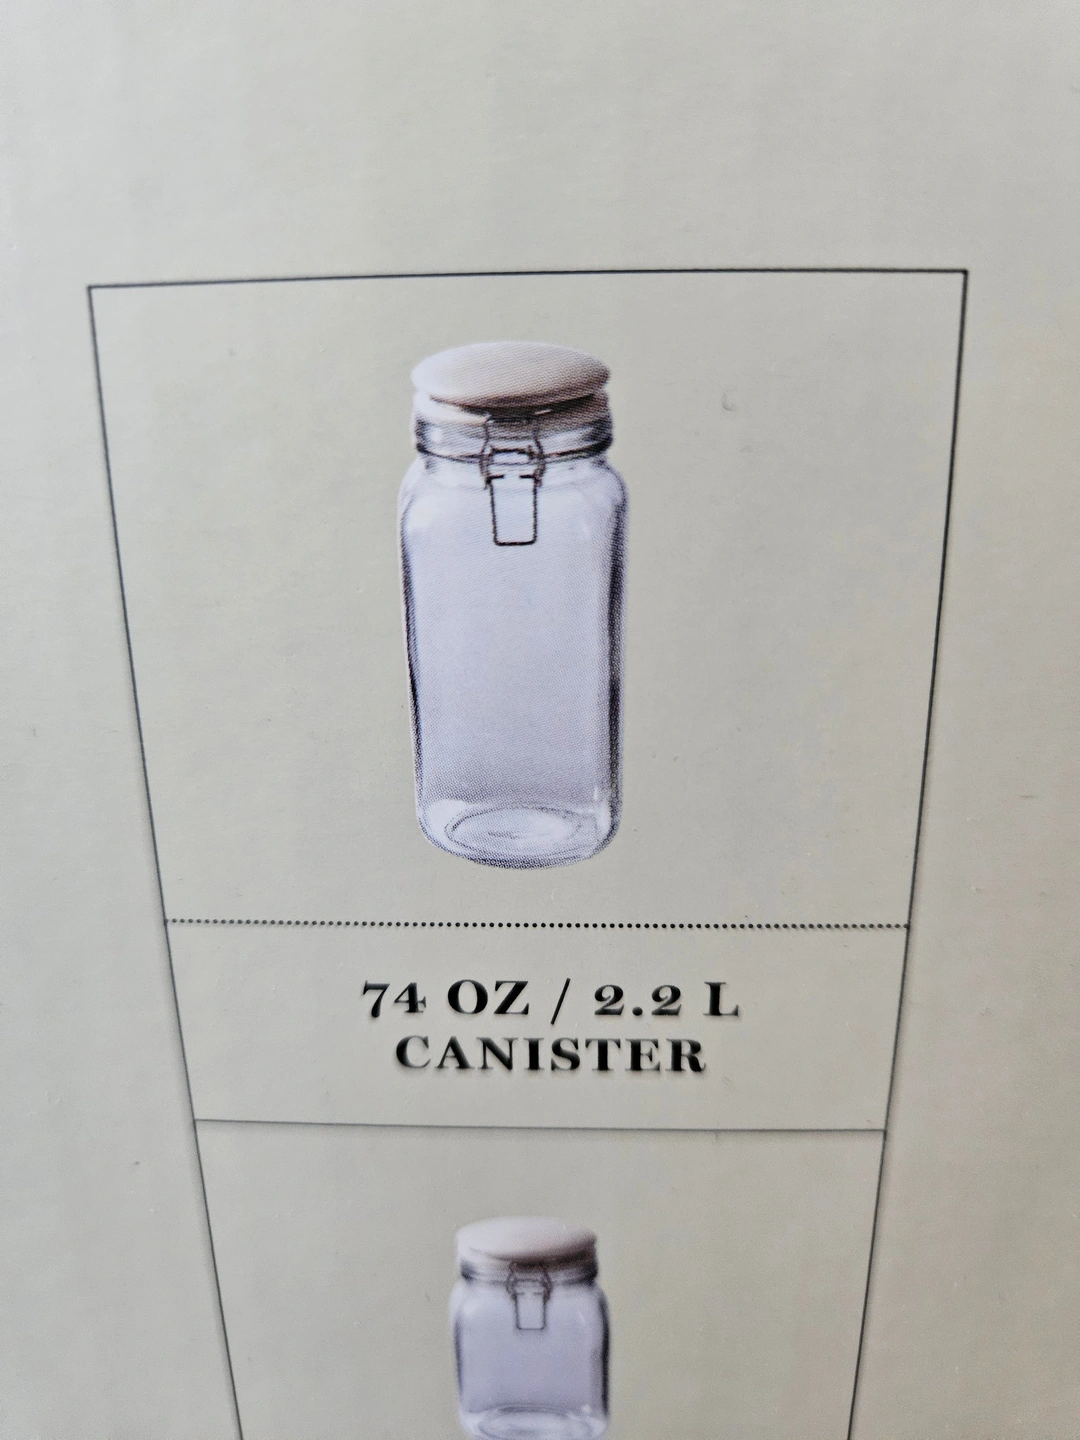 74 OZ / 2.2 L
CANISTER